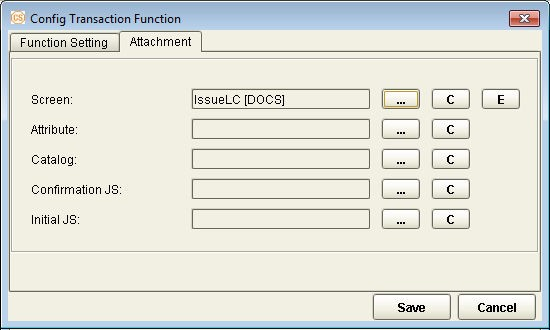 CS Config Transaction Function
Function Setting Attachment
Screen: IssueLC [DOCS] ... C E
Attribute: ... C
Catalog: ... C
Confirmation JS: ... C
Initial JS: ... C
Save Cancel